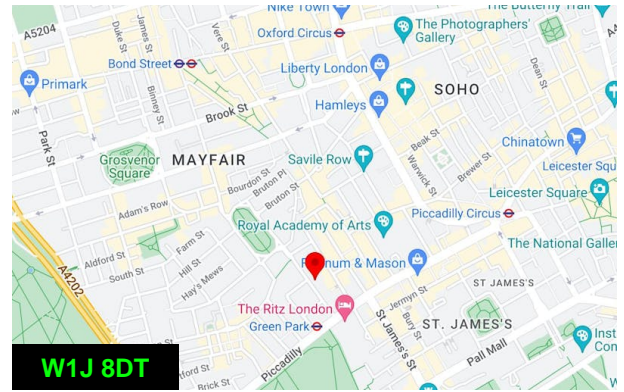 Nike Town
The Butterfly Trail
A5204
Duke St
Vere St
Oxford Circus
The Photographers'
Gallery
Bond Street
Dean St
Liberty London
Primark
Binney St
SOHO
Hamleys
Brook St
Park St
Beak St
Chinatown
Grosvenor
Square
MAYFAIR
Savile Row
Warwick St
Brewer St
Leicester Squ
Bourdon St
Bruton Pl
Bruton St
Leicester Square
Adam's Row
Royal Academy of Arts
Piccadilly Circus
Farm St
The National Galler
Aldford St
Hill St
South St
Hay's Mews
Fortnum & Mason
A4202
ST JAMES'S
Jermyn St
The Ritz London
Bury St
Green Park
ST. JAMES'S
St James's St
Inst
Con
Piccadilly
Pall Mall
W1J 8DT
Hertford St
Brick St